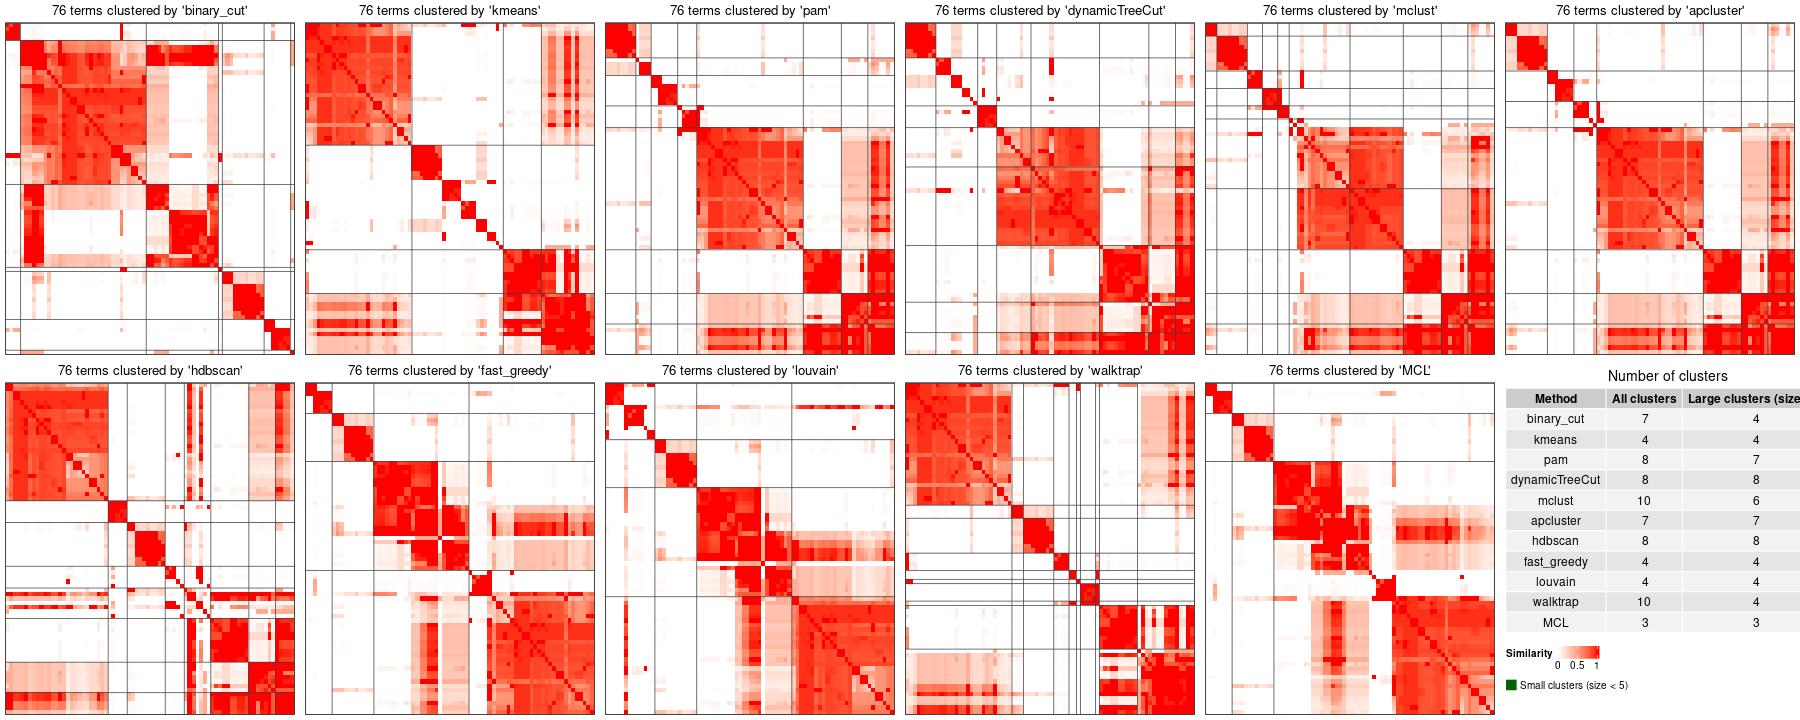 76 terms clustered by 'binary_cut'
76 terms clustered by 'kmeans'
76 terms clustered by 'pam'
76 terms clustered by 'dynamicTreeCut'
76 terms clustered by 'mclust'
76 terms clustered by 'apcluster'
76 terms clustered by 'hdbscan'
76 terms clustered by 'fast_greedy'
76 terms clustered by 'louvain'
76 terms clustered by 'walktrap'
76 terms clustered by 'MCL'
Number of clusters
Method All clusters Large clusters (size
binary_cut 7 4
kmeans 4 4
pam 8 7
dynamicTreeCut 8 8
mclust 10 6
apcluster 7 7
hdbscan 8 8
fast_greedy 4 4
louvain 4 4
walktrap 10 4
MCL 3 3
Similarity
0 0.5 1
Small clusters (size < 5)